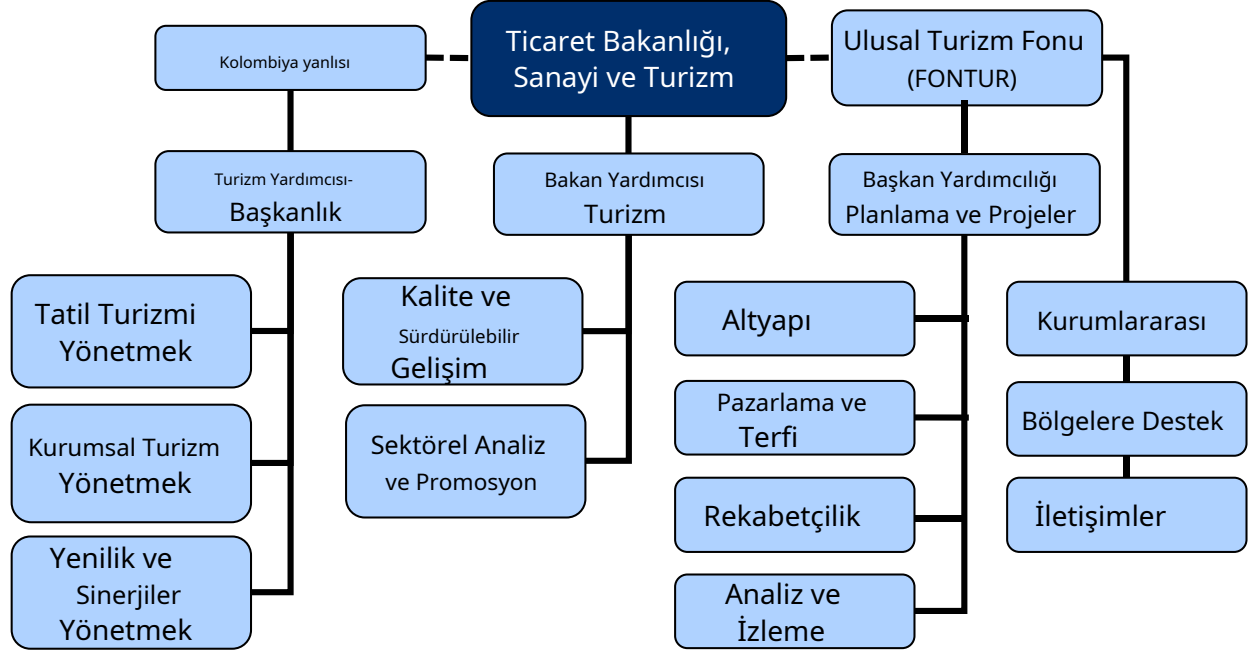 Kolombiya yanlısı
Ticaret Bakanlığı,
Sanayi ve Turizm
Ulusal Turizm Fonu
(FONTUR)
Turizm Yardımcısı-
Başkanlık
Bakan Yardımcısı
Turizm
Başkan Yardımcılığı
Planlama ve Projeler
Tatil Turizmi
Yönetmek
Kurumsal Turizm
Yönetmek
Yenilik ve
Sinerjiler
Yönetmek
Kalite ve
Sürdürülebilir
Gelişim
Sektörel Analiz
ve Promosyon
Altyapı
Pazarlama ve
Terfi
Rekabetçilik
Analiz ve
İzleme
Kurumlararası
Bölgelere Destek
İletişimler